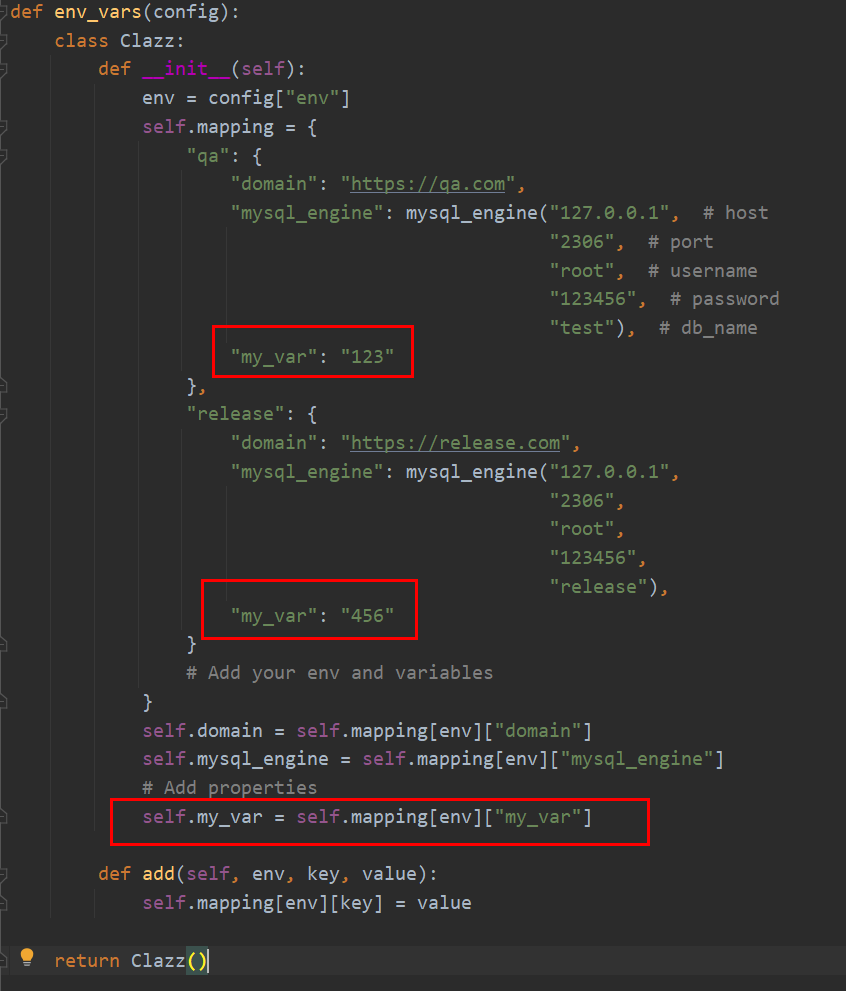 def env_vars(config):
    class Clazz:
        def __init__(self):
            env = config["env"]
            self.mapping = {
                "qa": {
                    "domain": "https://qa.com",
                    "mysql_engine": mysql_engine("127.0.0.1",  # host
                                                 "2306",  # port
                                                 "root",  # username
                                                 "123456",  # password
                                                 "test"),  # db_name
                    "my_var": "123"
                },
                "release": {
                    "domain": "https://release.com",
                    "mysql_engine": mysql_engine("127.0.0.1",
                                                 "2306",
                                                 "root",
                                                 "123456",
                                                 "release"),
                    "my_var": "456"
                }
                # Add your env and variables
            }
            self.domain = self.mapping[env]["domain"]
            self.mysql_engine = self.mapping[env]["mysql_engine"]
            # Add properties
            self.my_var = self.mapping[env]["my_var"]
        def add(self, env, key, value):
            self.mapping[env][key] = value
    return Clazz()